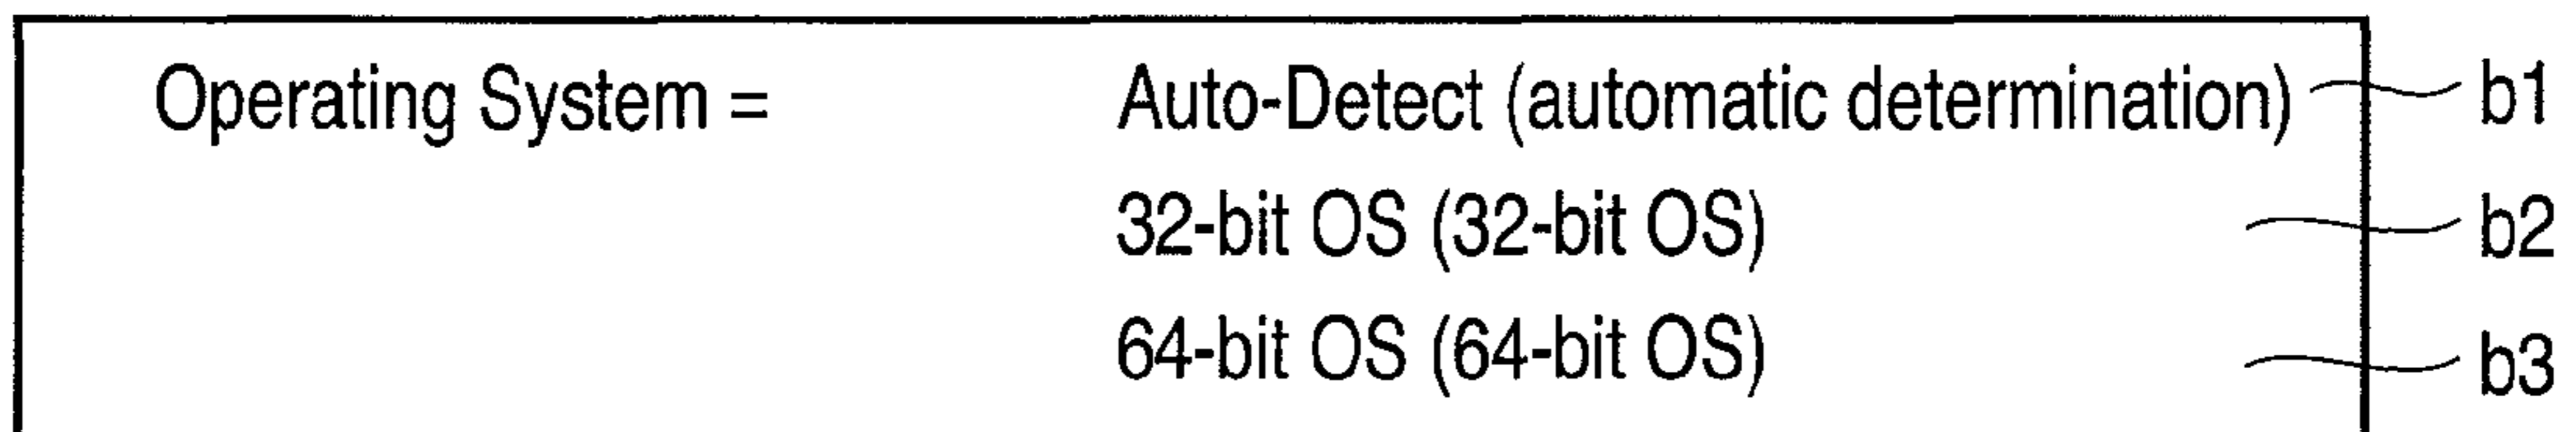 Operating System = Auto-Detect (automatic determination) b1
32-bit OS (32-bit OS) b2
64-bit OS (64-bit OS) b3